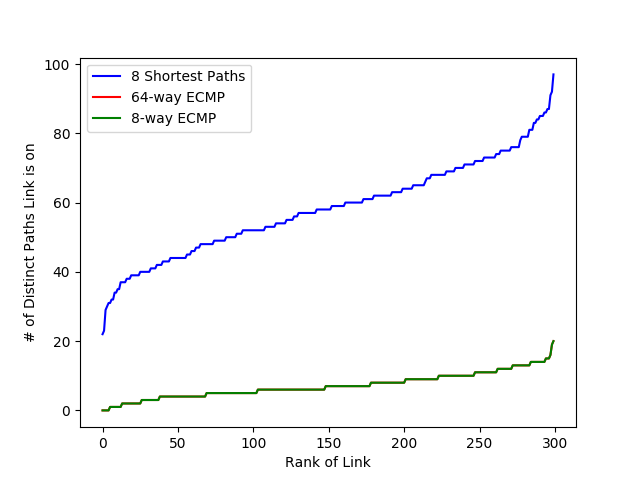 100
80
60
40
20
0
# of Distinct Paths Link is on
8 Shortest Paths
64-way ECMP
8-way ECMP
0 50 100 150 200 250 300
Rank of Link